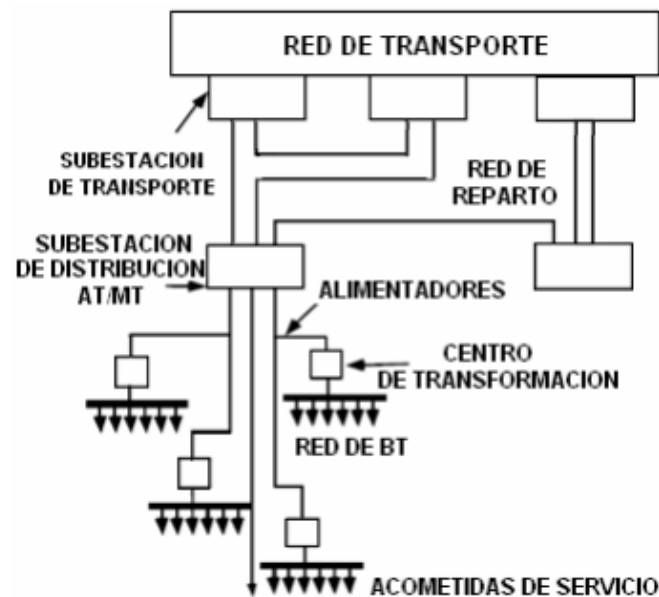 RED DE TRANSPORTE
SUBESTACION
DE TRANSPORTE
RED DE
REPARTO
SUBESTACION
DE DISTRIBUCION
AT/MT
ALIMENTADORES
CENTRO
DE TRANSFORMACION
RED DE BT
ACOMETIDAS DE SERVICIO